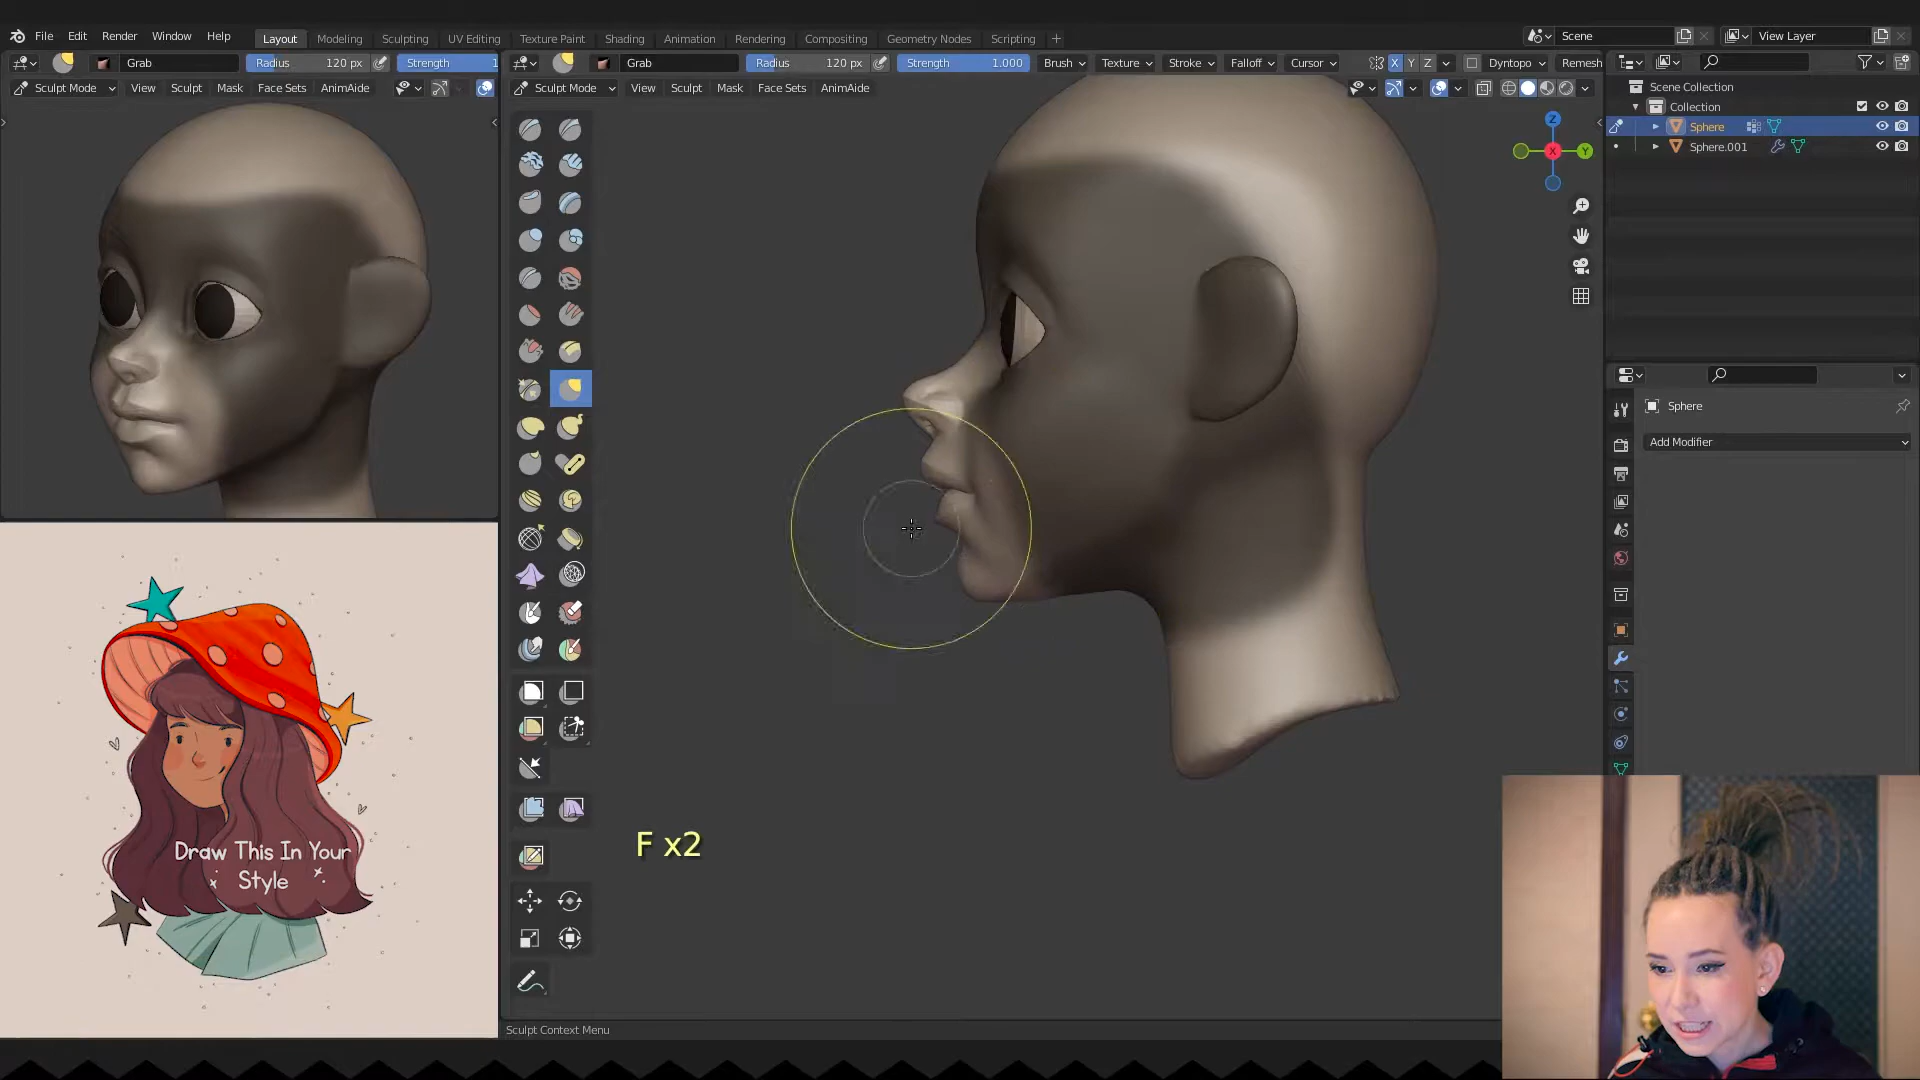 File Edit Render Window Help
Layout Modeling Sculpting UV Editing Texture Paint Shading Animation Rendering Compositing Geometry Nodes Scripting +
Scene
View Layer
Grab Radius 120 px Strength 1
Grab Radius 120 px Strength 1.000 Brush Texture Stroke Falloff Cursor X Y Z Dyntopo Remesh
Sculpt Mode View Sculpt Mask Face Sets AnimAide
Sculpt Mode View Sculpt Mask Face Sets AnimAide
Scene Collection
Collection
Sphere
Sphere.001
Z
X
Y
Sphere
Add Modifier
F x2
Draw This In Your
Style
Sculpt Context Menu